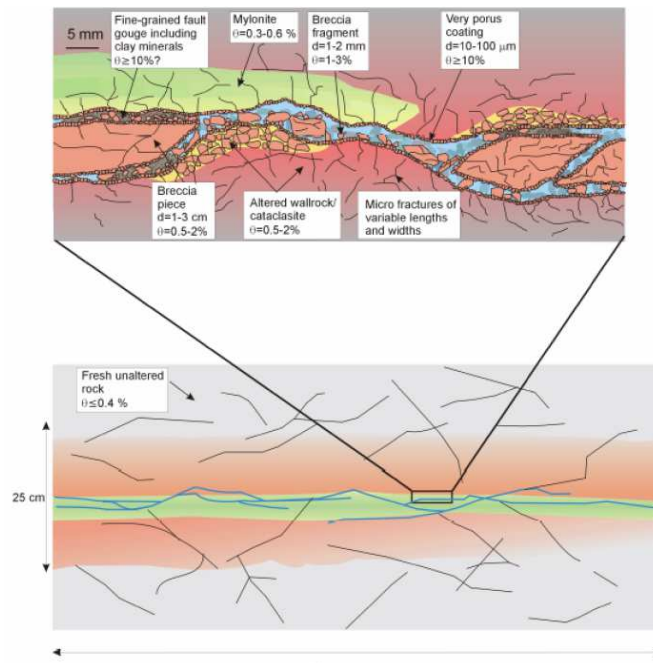 5 mm
Fine-grained fault
gouge including
clay minerals
θ≥10%?
Mylonite
θ=0.3-0.6 %
Breccia
fragment
d=1-2 mm
θ=1-3%
Very porus
coating
d=10-100 μm
θ≥10%
Breccia
piece
d=1-3 cm
θ=0.5-2%
Altered wallrock/
cataclasite
θ=0.5-2%
Micro fractures of
variable lengths
and widths
Fresh unaltered
rock
θ≤0.4 %
25 cm